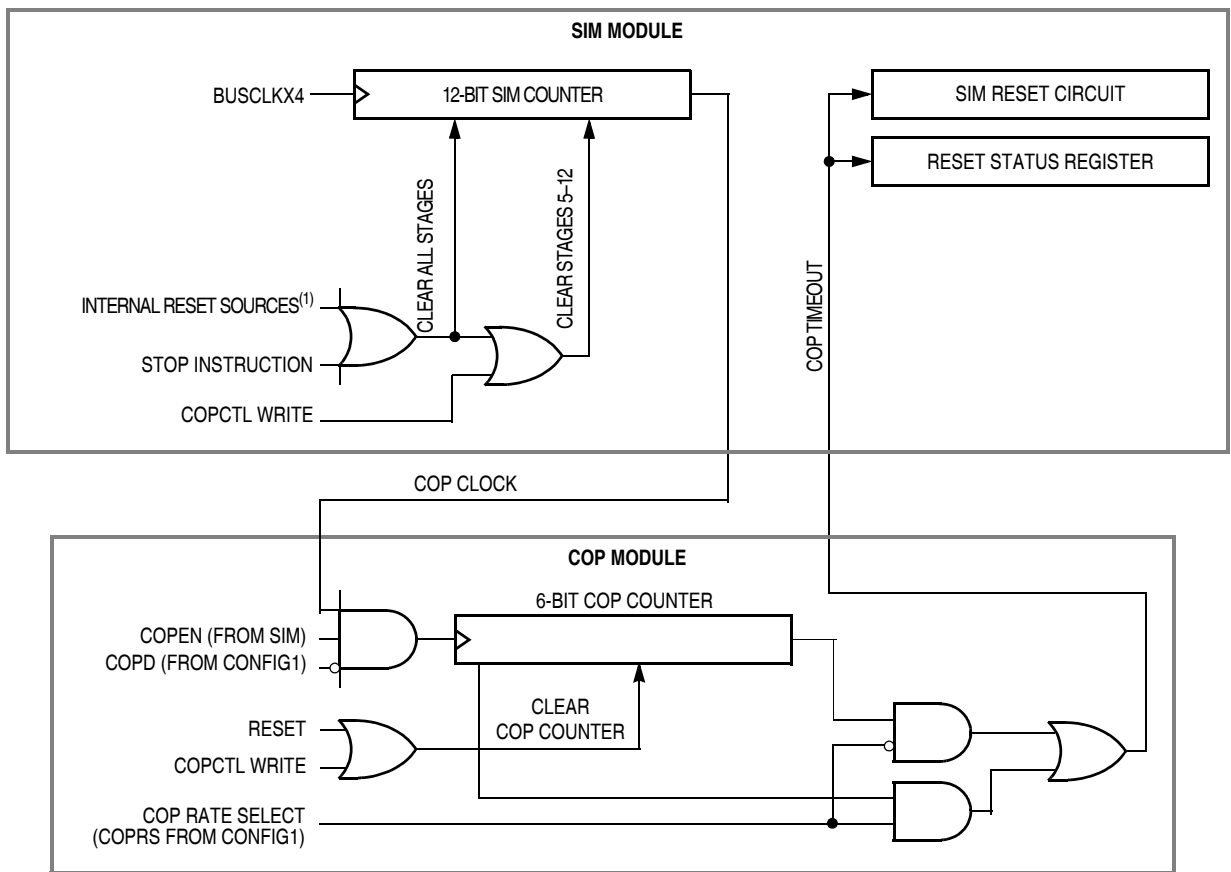 SIM MODULE
BUSCLKX4
12-BIT SIM COUNTER
SIM RESET CIRCUIT
RESET STATUS REGISTER
CLEAR ALL STAGES
CLEAR STAGES 5–12
INTERNAL RESET SOURCES(1)
STOP INSTRUCTION
COPCTL WRITE
COP TIMEOUT
COP CLOCK
COP MODULE
6-BIT COP COUNTER
COPEN (FROM SIM)
COPD (FROM CONFIG1)
CLEAR
COP COUNTER
RESET
COPCTL WRITE
COP RATE SELECT
(COPRS FROM CONFIG1)